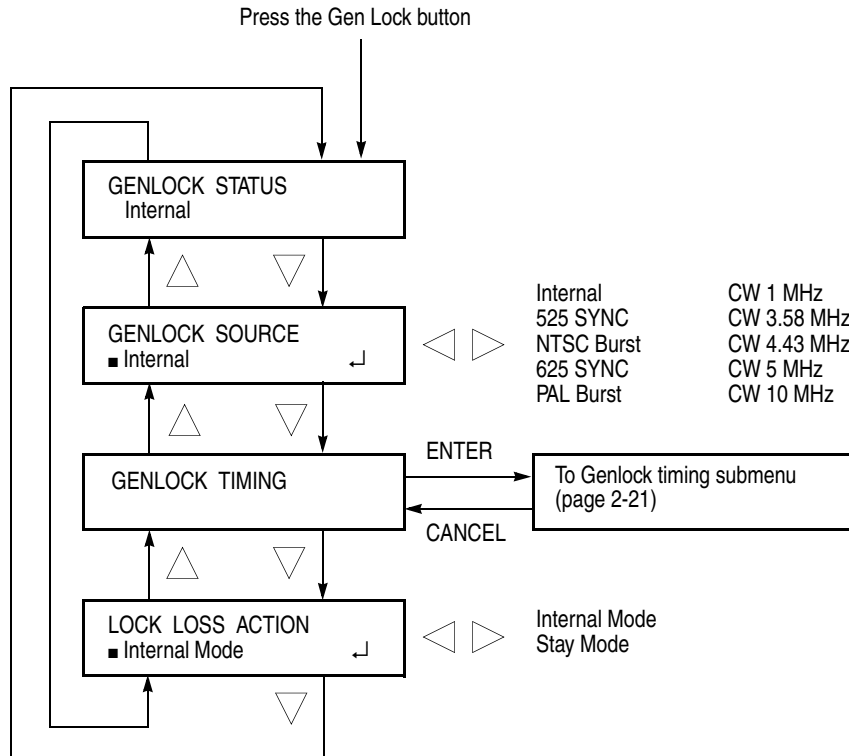 Press the Gen Lock button
GENLOCK STATUS
Internal
GENLOCK SOURCE
■ Internal ↵
Internal CW 1 MHz
525 SYNC CW 3.58 MHz
NTSC Burst CW 4.43 MHz
625 SYNC CW 5 MHz
PAL Burst CW 10 MHz
GENLOCK TIMING
ENTER
CANCEL
To Genlock timing submenu
(page 2-21)
LOCK LOSS ACTION
■ Internal Mode ↵
Internal Mode
Stay Mode